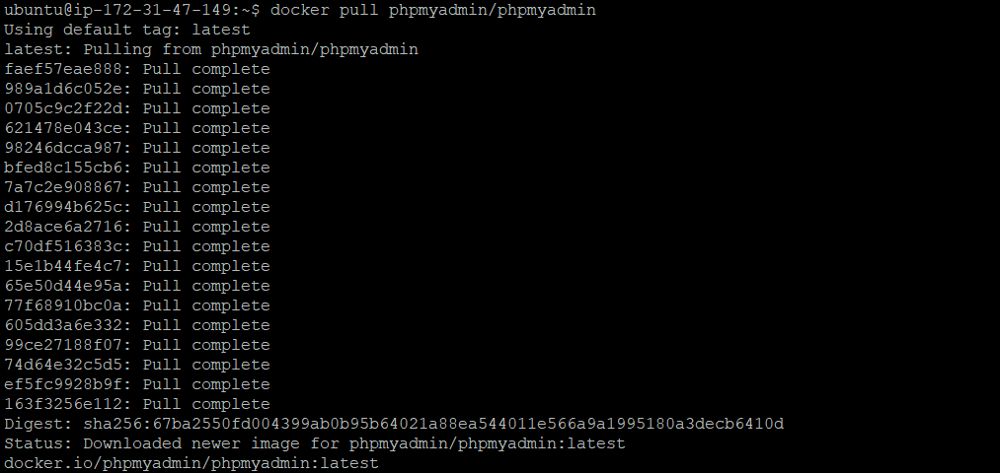 ubuntu@ip-172-31-47-149:~$ docker pull phpmyadmin/phpmyadmin
Using default tag: latest
latest: Pulling from phpmyadmin/phpmyadmin
faef57eae888: Pull complete
989a1d6c052e: Pull complete
0705c9c2f22d: Pull complete
621478e043ce: Pull complete
98246dcca987: Pull complete
bfed8c155cb6: Pull complete
7a7c2e908867: Pull complete
d176994b625c: Pull complete
2d8ace6a2716: Pull complete
c70df516383c: Pull complete
15e1b44fe4c7: Pull complete
65e50d44e95a: Pull complete
77f68910bc0a: Pull complete
605dd3a6e332: Pull complete
99ce27188f07: Pull complete
74d64e32c5d5: Pull complete
ef5fc9928b9f: Pull complete
163f3256e112: Pull complete
Digest: sha256:67ba2550fd004399ab0b95b64021a88ea544011e566a9a1995180a3decb6410d
Status: Downloaded newer image for phpmyadmin/phpmyadmin:latest
docker.io/phpmyadmin/phpmyadmin:latest